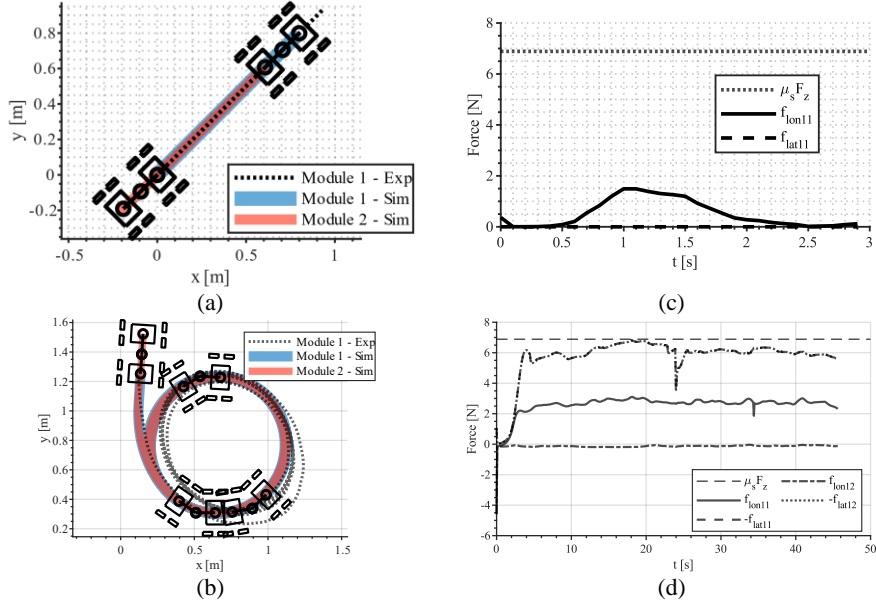 0.8
0.6
0.4
0.2
0
-0.2
y [m]
-0.5
0
0.5
1
x [m]
Module 1 - Exp
Module 1 - Sim
Module 2 - Sim
(a)
8
6
4
2
0
Force [N]
0
0.5
1
1.5
2
2.5
3
t [s]
μsFz
flon11
flat11
(c)
1.6
1.4
1.2
1
0.8
0.6
0.4
0.2
y [m]
0
0.5
1
1.5
x [m]
Module 1 - Exp
Module 1 - Sim
Module 2 - Sim
(b)
8
6
4
2
0
-2
-4
-6
Force [N]
0
10
20
30
40
50
t [s]
μsFz
flon11
-flat11
flon12
-flat12
(d)